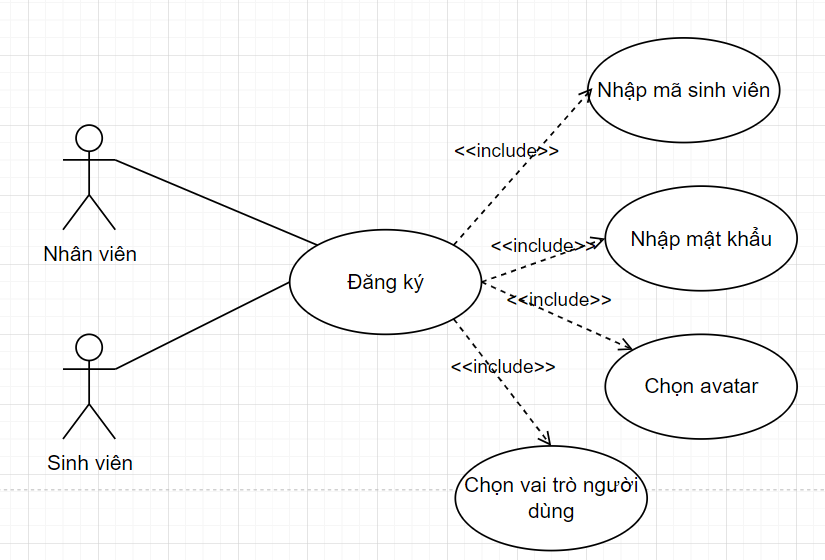 Nhập mã sinh viên
<<include>>
Nhân viên
Nhập mật khẩu
<<include>>
Đăng ký
<<include>>
<<include>>
Chọn avatar
Sinh viên
Chọn vai trò người
dùng